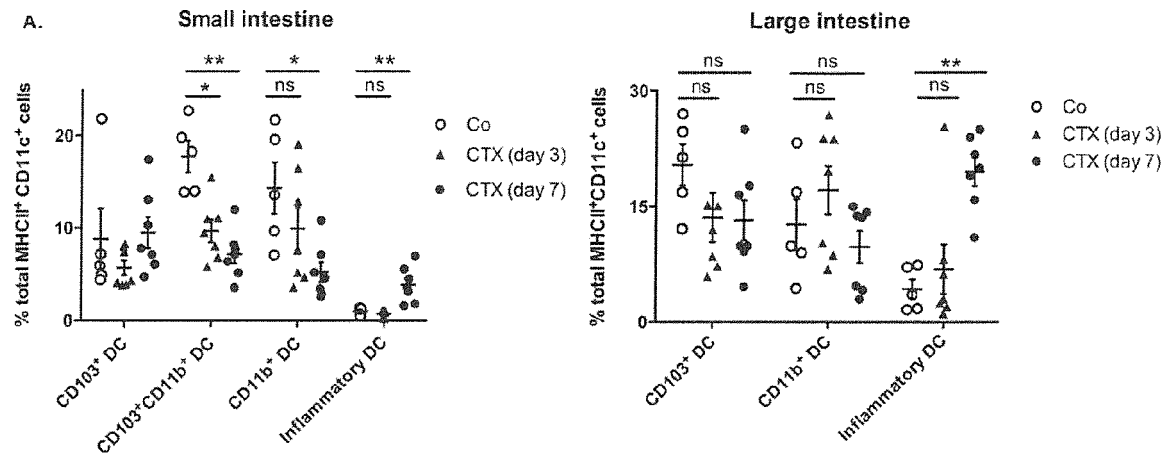 A.
Small intestine
% total MHCII⁺ CD11c⁺ cells
20
10
0
** * **
* ns ns
Co
CTX (day 3)
CTX (day 7)
CD103⁺ DC
CD103⁺CD11b⁺ DC
CD11b⁺ DC
Inflammatory DC
Large intestine
% total MHCII⁺CD11c⁺ cells
30
15
0
ns ns **
ns ns ns
Co
CTX (day 3)
CTX (day 7)
CD103⁺ DC
CD11b⁺ DC
Inflammatory DC